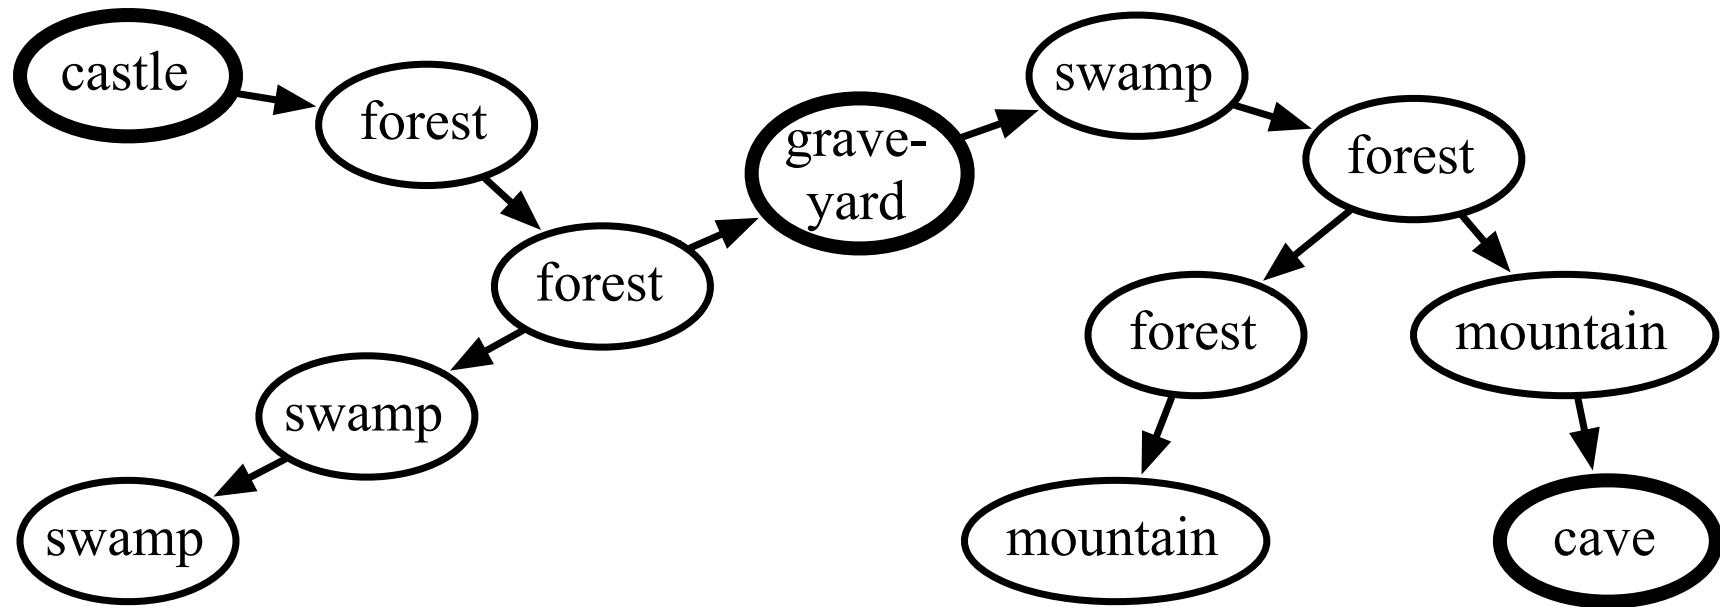 castle
forest
forest
grave-
yard
swamp
forest
forest
mountain
swamp
swamp
mountain
cave